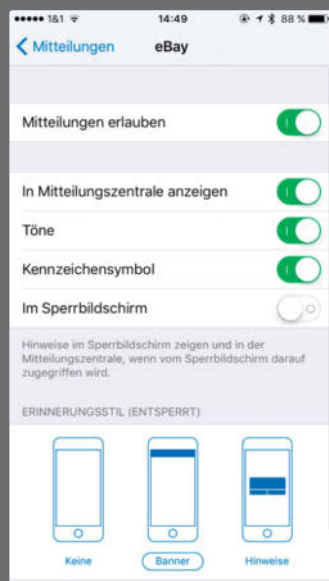 1&1 14:49 88 %
Mitteilungen eBay
Mitteilungen erlauben
In Mitteilungszentrale anzeigen
Töne
Kennzeichensymbol
Im Sperrbildschirm
Hinweise im Sperrbildschirm zeigen und in der
Mitteilungszentrale, wenn vom Sperrbildschirm darauf
zugegriffen wird.
ERINNERUNGSSTIL (ENTSPERRT)
Keine Banner Hinweise